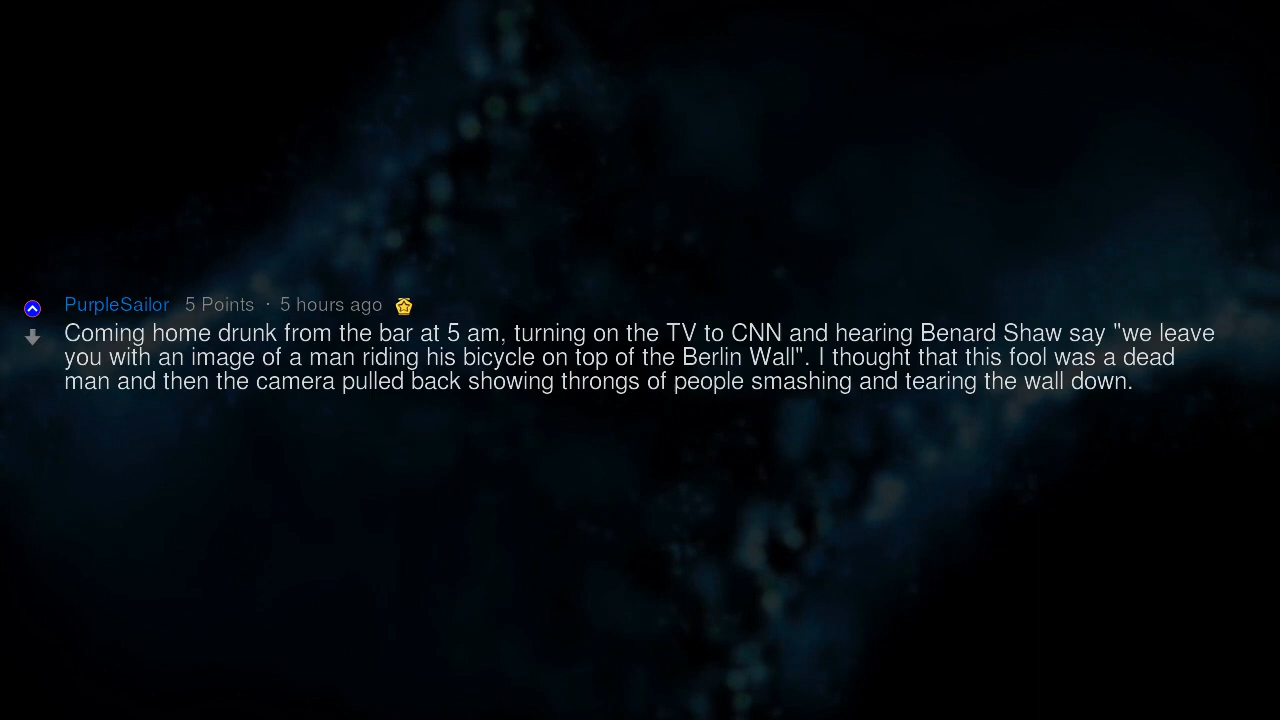 PurpleSailor 5 Points · 5 hours ago
Coming home drunk from the bar at 5 am, turning on the TV to CNN and hearing Benard Shaw say "we leave
you with an image of a man riding his bicycle on top of the Berlin Wall". I thought that this fool was a dead
man and then the camera pulled back showing throngs of people smashing and tearing the wall down.